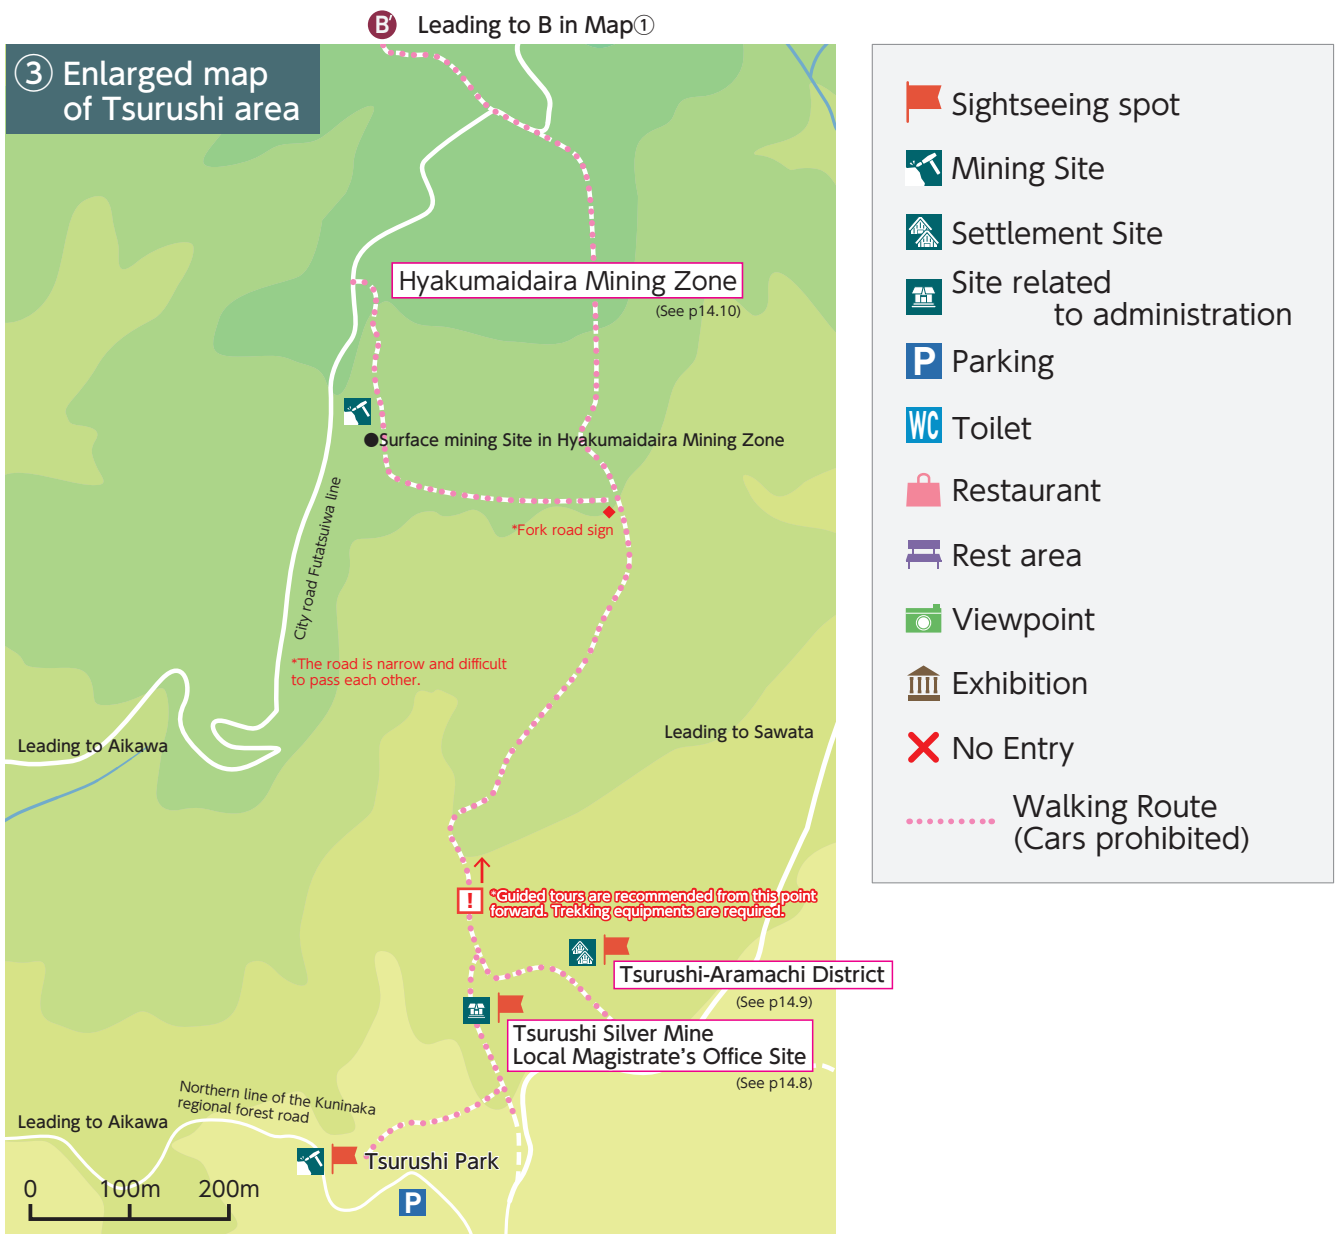 B′ Leading to B in Map①
③ Enlarged map
of Tsurushi area
Hyakumaidaira Mining Zone
(See p14.10)
●Surface mining Site in Hyakumaidaira Mining Zone
*Fork road sign
City road Futatsuiwa line
*The road is narrow and difficult
to pass each other.
Leading to Sawata
Leading to Aikawa
! *Guided tours are recommended from this point
forward. Trekking equipments are required.
Tsurushi-Aramachi District
(See p14.9)
Tsurushi Silver Mine
Local Magistrate's Office Site
(See p14.8)
Northern line of the Kuninaka
regional forest road
Leading to Aikawa
Tsurushi Park
P
0 100m 200m
Sightseeing spot
Mining Site
Settlement Site
Site related
to administration
P Parking
WC Toilet
Restaurant
Rest area
Viewpoint
Exhibition
No Entry
Walking Route
(Cars prohibited)